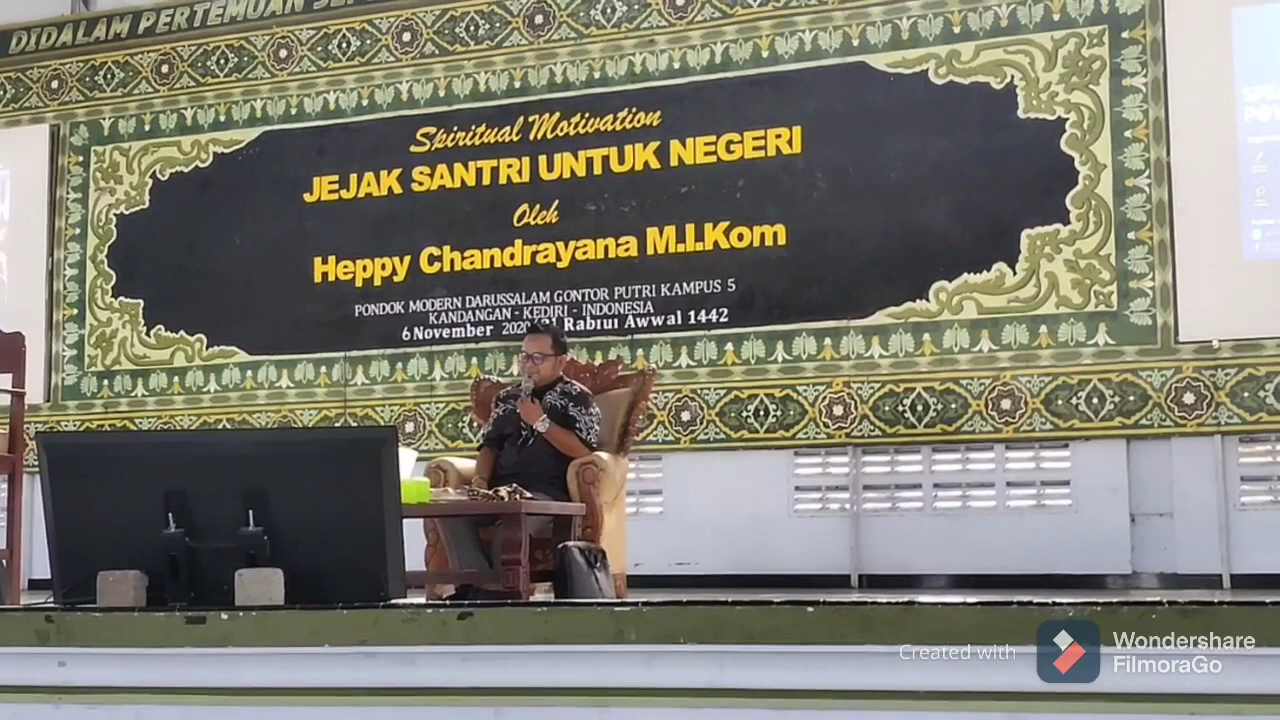 DIDALAM PERTEMUAN
Spiritual Motivation
JEJAK SANTRI UNTUK NEGERI
Oleh
Heppy Chandrayana M.I.Kom
PONDOK MODERN DARUSSALAM GONTOR PUTRI KAMPUS 5
KANDANGAN - KEDIRI - INDONESIA
6 November 2020 Rabiul Awwal 1442
Created with
Wondershare
FilmoraGo